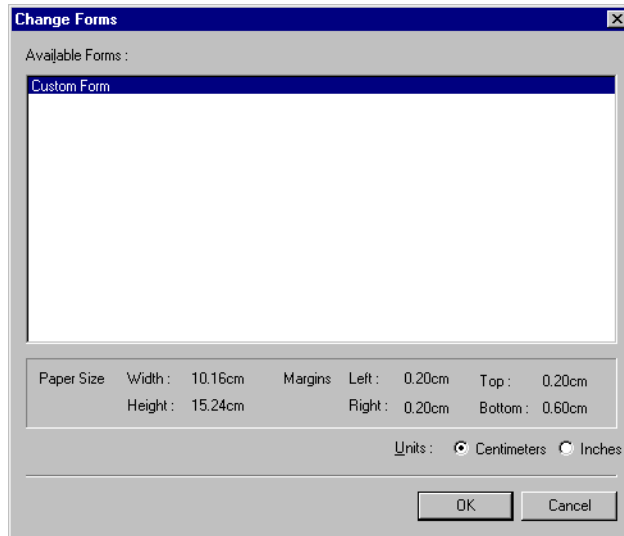 Change Forms
Available Forms :
Custom Form
Paper Size Width : 10.16cm Margins Left : 0.20cm Top : 0.20cm
Height : 15.24cm Right : 0.20cm Bottom : 0.60cm
Units : Centimeters Inches
OK Cancel